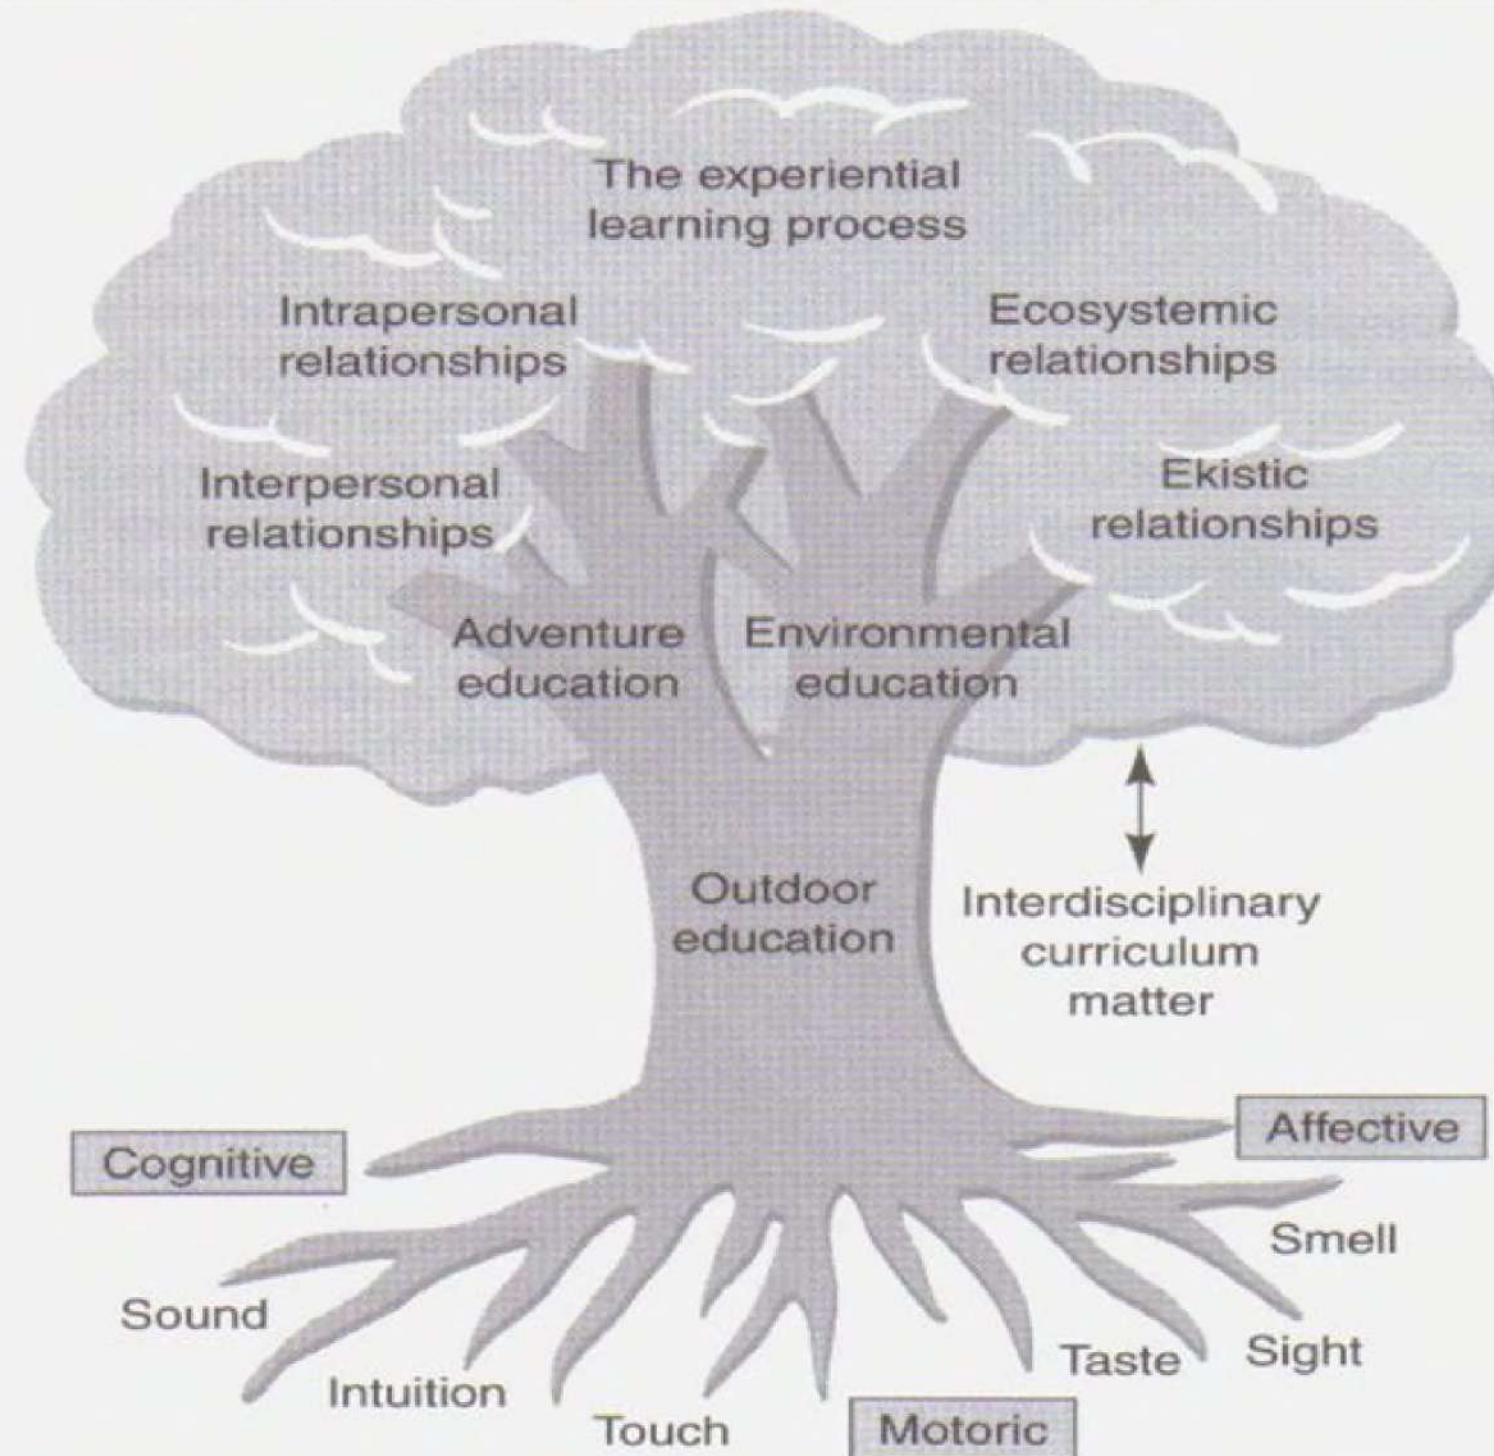 The experiential
learning process
Intrapersonal
relationships
Ecosystemic
relationships
Interpersonal
relationships
Ekistic
relationships
Adventure
education
Environmental
education
Outdoor
education
Interdisciplinary
curriculum
matter
Cognitive
Affective
Smell
Sound
Sight
Taste
Intuition
Touch
Motoric